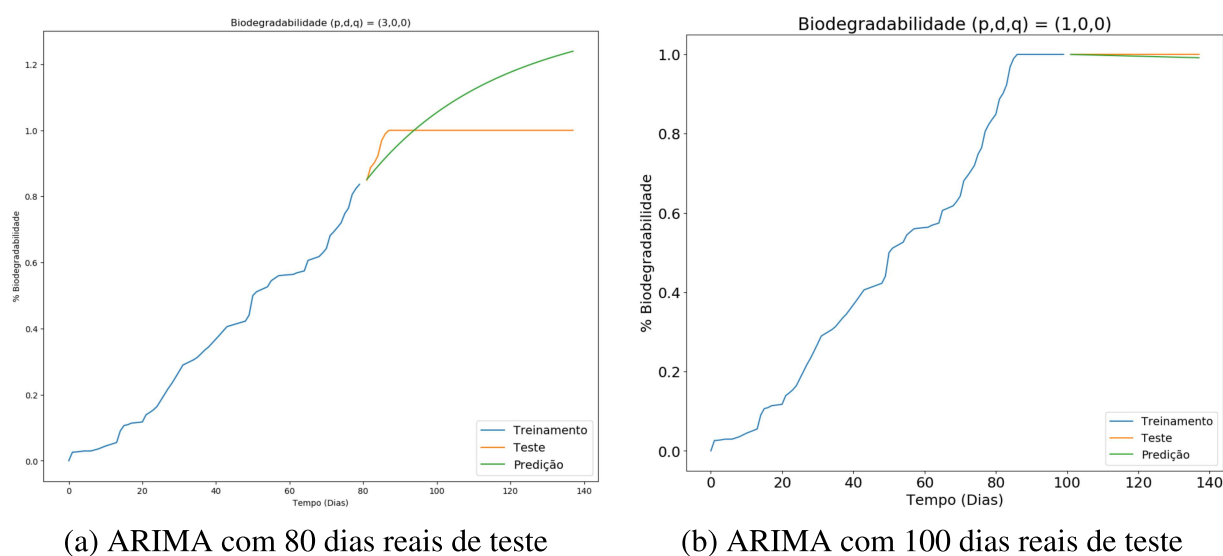 Biodegradabilidade (p,d,q) = (3,0,0)
% Biodegradabilidade
1.2
1.0
0.8
0.6
0.4
0.2
0.0
0 20 40 60 80 100 120 140
Tempo (Dias)
Treinamento
Teste
Predição
(a) ARIMA com 80 dias reais de teste
Biodegradabilidade (p,d,q) = (1,0,0)
% Biodegradabilidade
1.0
0.8
0.6
0.4
0.2
0.0
0 20 40 60 80 100 120 140
Tempo (Dias)
Treinamento
Teste
Predição
(b) ARIMA com 100 dias reais de teste